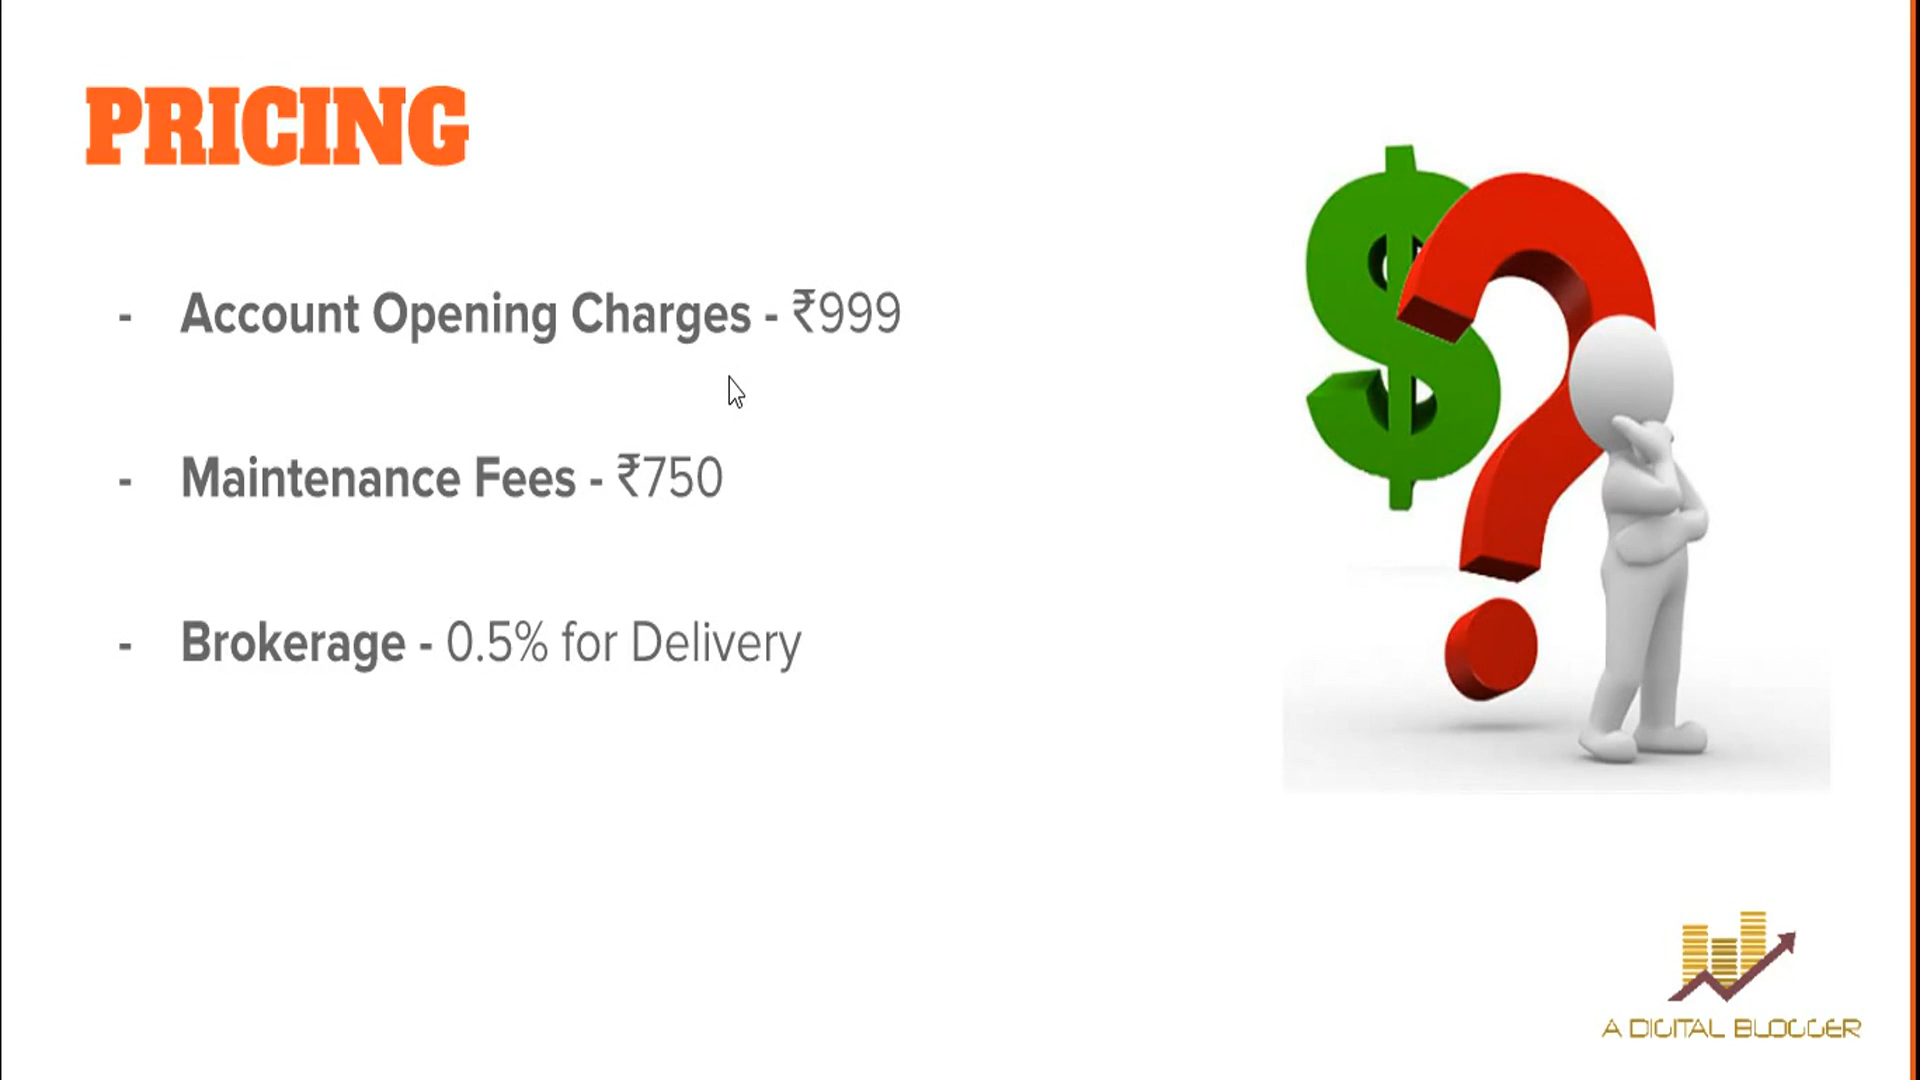 PRICING
- Account Opening Charges - ₹999
- Maintenance Fees - ₹750
- Brokerage - 0.5% for Delivery
A DIGITAL BLOGGER